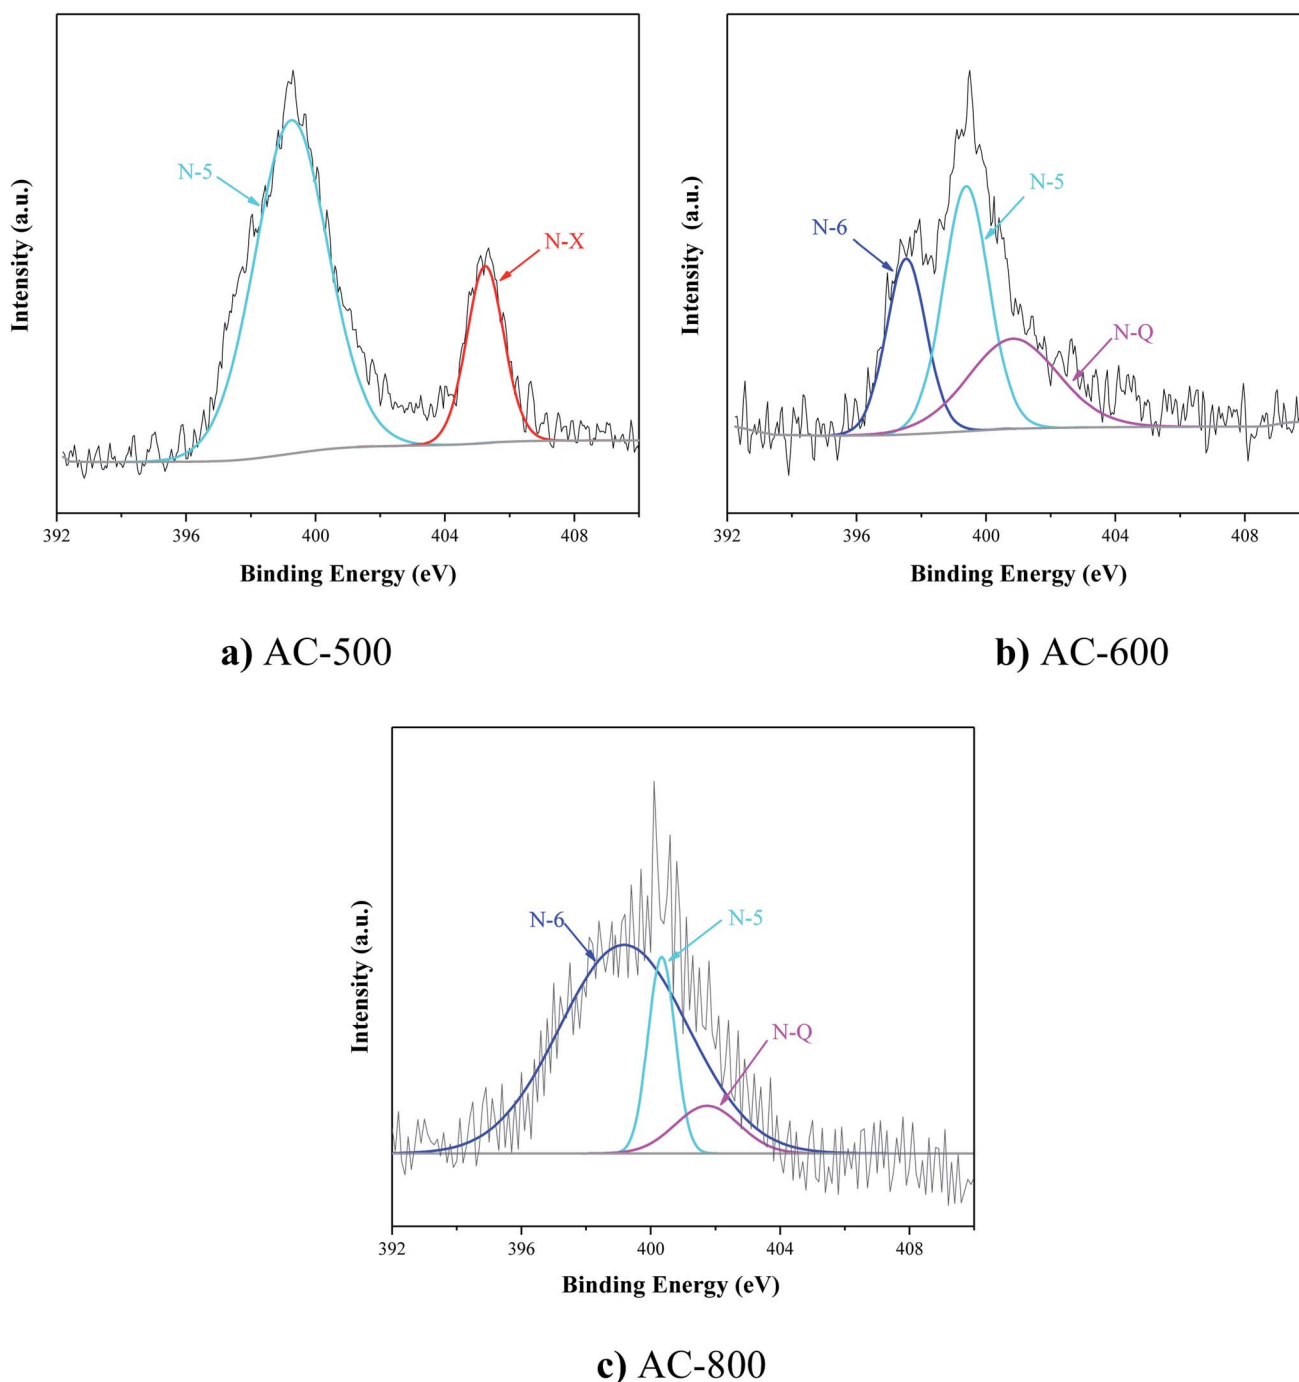 N-5
N-X
Intensity (a.u.)
392 396 400 404 408
Binding Energy (eV)
a) AC-500
N-6
N-5
N-Q
Intensity (a.u.)
392 396 400 404 408
Binding Energy (eV)
b) AC-600
N-6
N-5
N-Q
Intensity (a.u.)
392 396 400 404 408
Binding Energy (eV)
c) AC-800